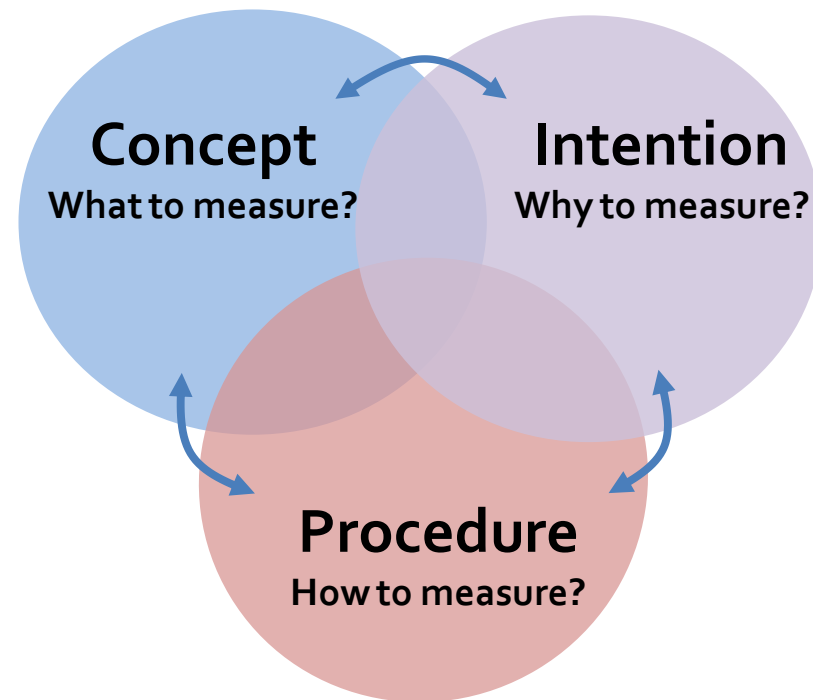 Concept
What to measure?
Intention
Why to measure?
Procedure
How to measure?